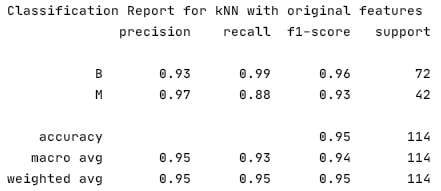 Classification Report for kNN with original features
precision recall f1-score support
B 0.93 0.99 0.96 72
M 0.97 0.88 0.93 42
accuracy 0.95 114
macro avg 0.95 0.93 0.94 114
weighted avg 0.95 0.95 0.95 114